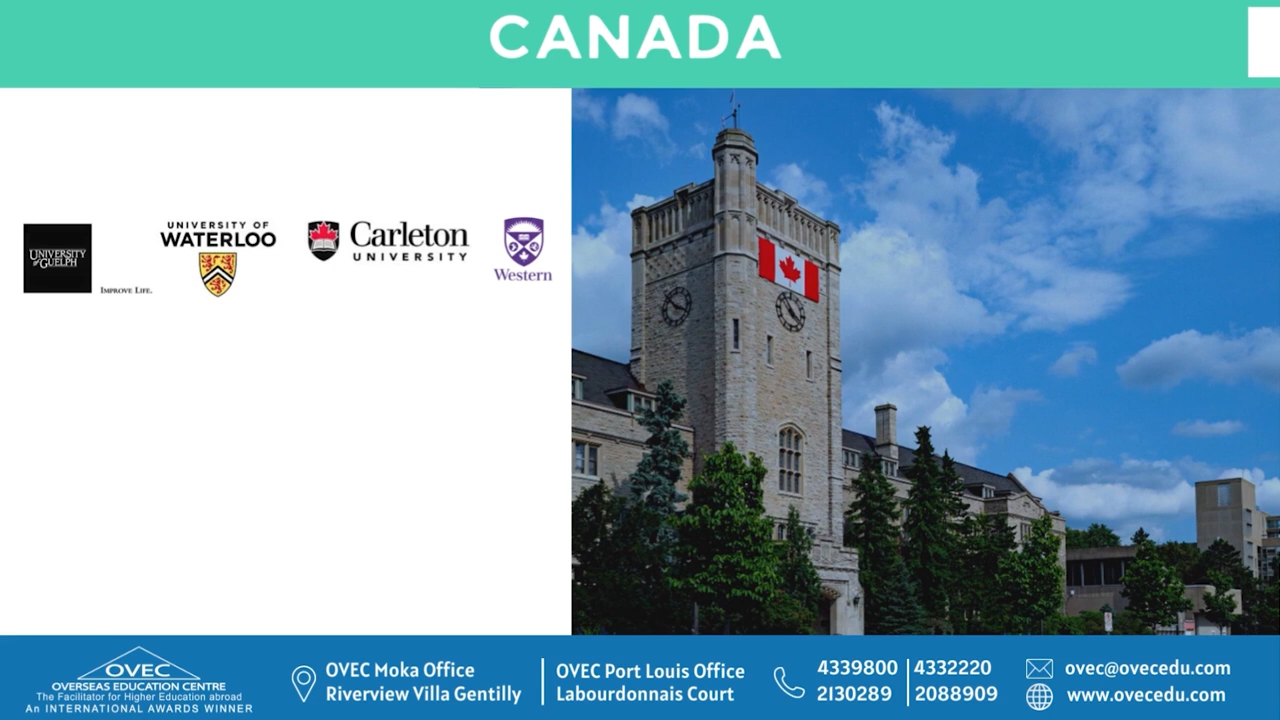 CANADA
UNIVERSITY
of GUELPH
IMPROVE LIFE.
UNIVERSITY OF
WATERLOO
Carleton
UNIVERSITY
Western
OVEC
OVERSEAS EDUCATION CENTRE
The Facilitator for Higher Education abroad
An INTERNATIONAL AWARDS WINNER
OVEC Moka Office
Riverview Villa Gentilly
OVEC Port Louis Office
Labourdonnais Court
4339800 | 4332220
2130289 | 2088909
ovec@ovecedu.com
www.ovecedu.com